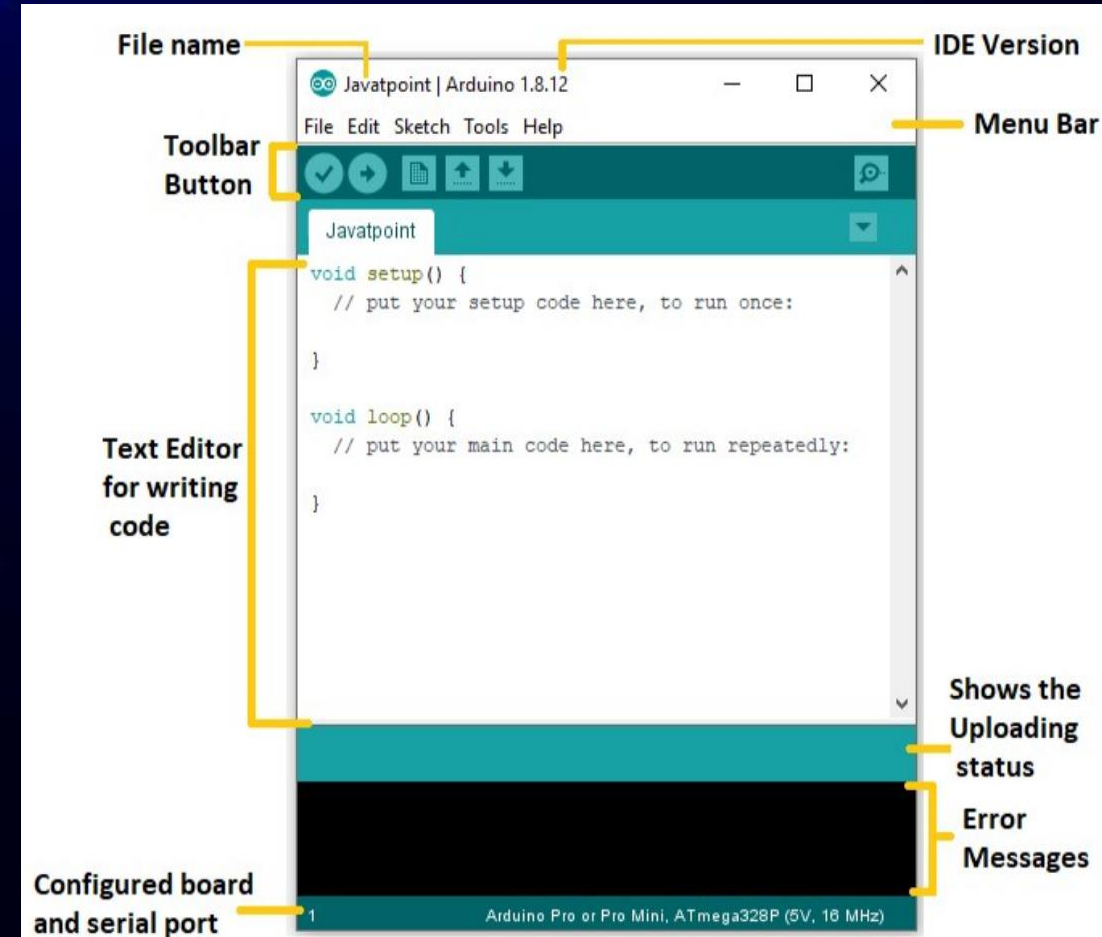 File name
IDE Version
Javatpoint | Arduino 1.8.12
File Edit Sketch Tools Help
Menu Bar
Toolbar
Button
Javatpoint
void setup() {
// put your setup code here, to run once:
}
void loop() {
// put your main code here, to run repeatedly:
}
Text Editor
for writing
code
Shows the
Uploading
status
Error
Messages
Configured board
and serial port
1
Arduino Pro or Pro Mini, ATmega328P (5V, 16 MHz)